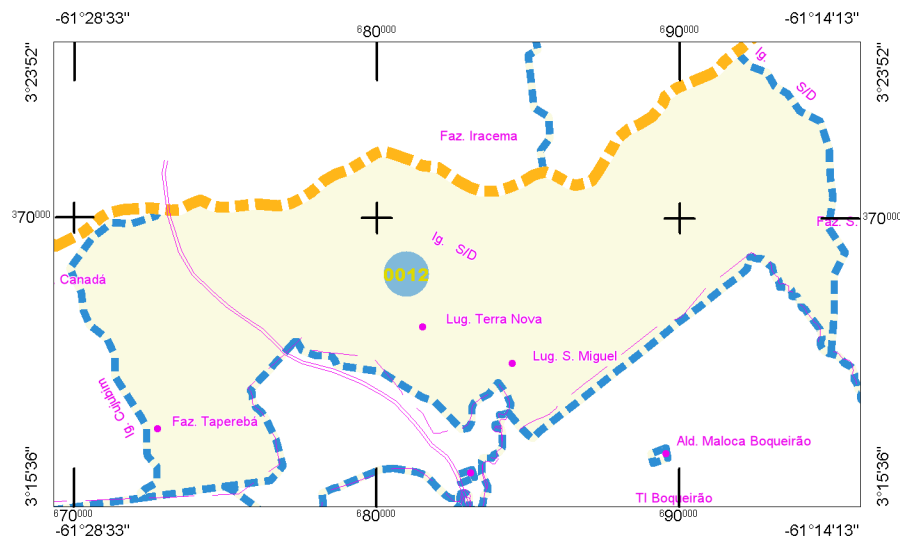 -61°28'33"
-61°14'13"
680000
690000
3°23'52"
3°23'52"
Ig.
S/D
Faz. Iracema
370000
370000
Faz. S.
Ig. S/D
Canadá
0012
Lug. Terra Nova
Lug. S. Miguel
Ig. Cujubim
Faz. Taperebá
Ald. Maloca Boqueirão
3°15'36"
3°15'36"
TI Boqueirão
670000
680000
690000
-61°28'33"
-61°14'13"